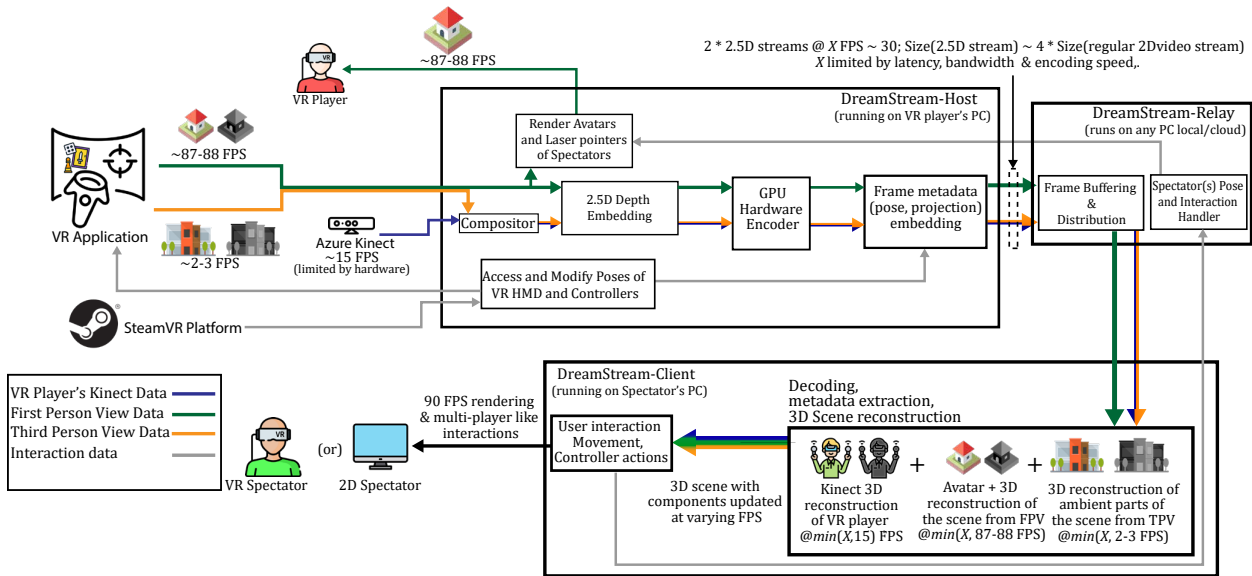 2 * 2.5D streams @ X FPS ~ 30; Size(2.5D stream) ~ 4 * Size(regular 2Dvideo stream)
X limited by latency, bandwidth & encoding speed,.
~87-88 FPS
VR
VR Player
DreamStream-Host
(running on VR player's PC)
DreamStream-Relay
(runs on any PC local/cloud)
Render Avatars
and Laser pointers
of Spectators
~87-88 FPS
VR Application
~2-3 FPS
Azure Kinect
~15 FPS
(limited by hardware)
Compositor
2.5D Depth
Embedding
GPU
Hardware
Encoder
Frame metadata
(pose, projection)
embedding
Frame Buffering
&
Distribution
Spectator(s) Pose
and Interaction
Handler
Access and Modify Poses of
VR HMD and Controllers
®
SteamVR Platform
VR Player's Kinect Data
First Person View Data
Third Person View Data
Interaction data
VR
VR Spectator
(or)
2D Spectator
90 FPS rendering
& multi-player like
interactions
DreamStream-Client
(running on Spectator's PC)
User interaction
Movement,
Controller actions
3D scene with
components updated
at varying FPS
Decoding,
metadata extraction,
3D Scene reconstruction
Kinect 3D
reconstruction
of VR player
@min(X,15) FPS
+
Avatar + 3D
reconstruction of
the scene from FPV
@min(X, 87-88 FPS)
+
3D reconstruction of
ambient parts of
the scene from TPV
@min(X, 2-3 FPS)